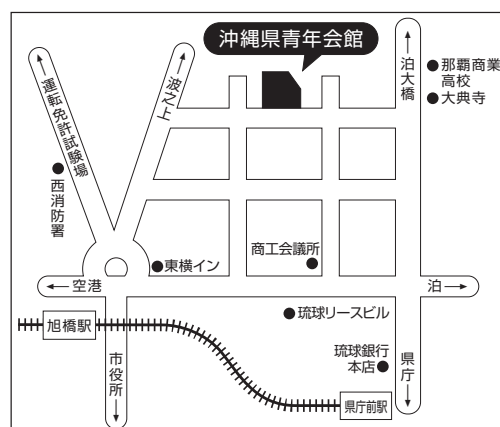 沖縄県青年会館
泊大橋
那覇商業
高校
大典寺
波之上
運転免許試験場
西消防署
商工会議所
東横イン
空港
泊
琉球リースビル
旭橋駅
市役所
琉球銀行
本店
県庁
県庁前駅